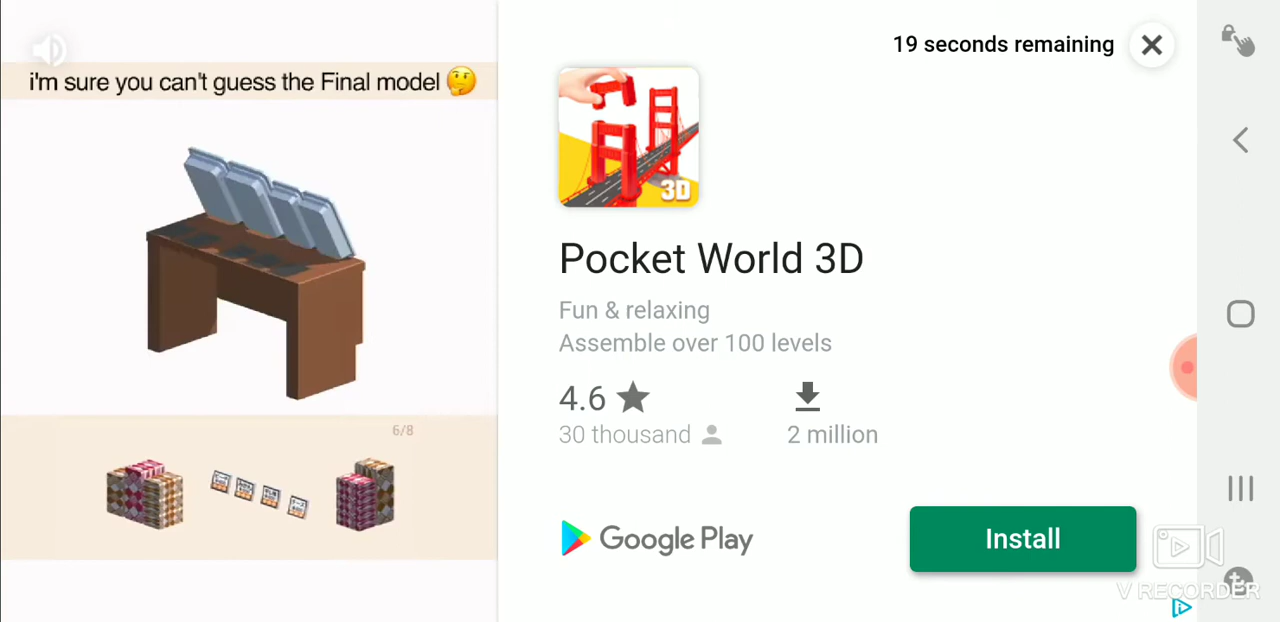 i'm sure you can't guess the Final model 🤔
6/8
19 seconds remaining
3D
Pocket World 3D
Fun & relaxing
Assemble over 100 levels
4.6
30 thousand
2 million
Google Play
Install
V RECORDER